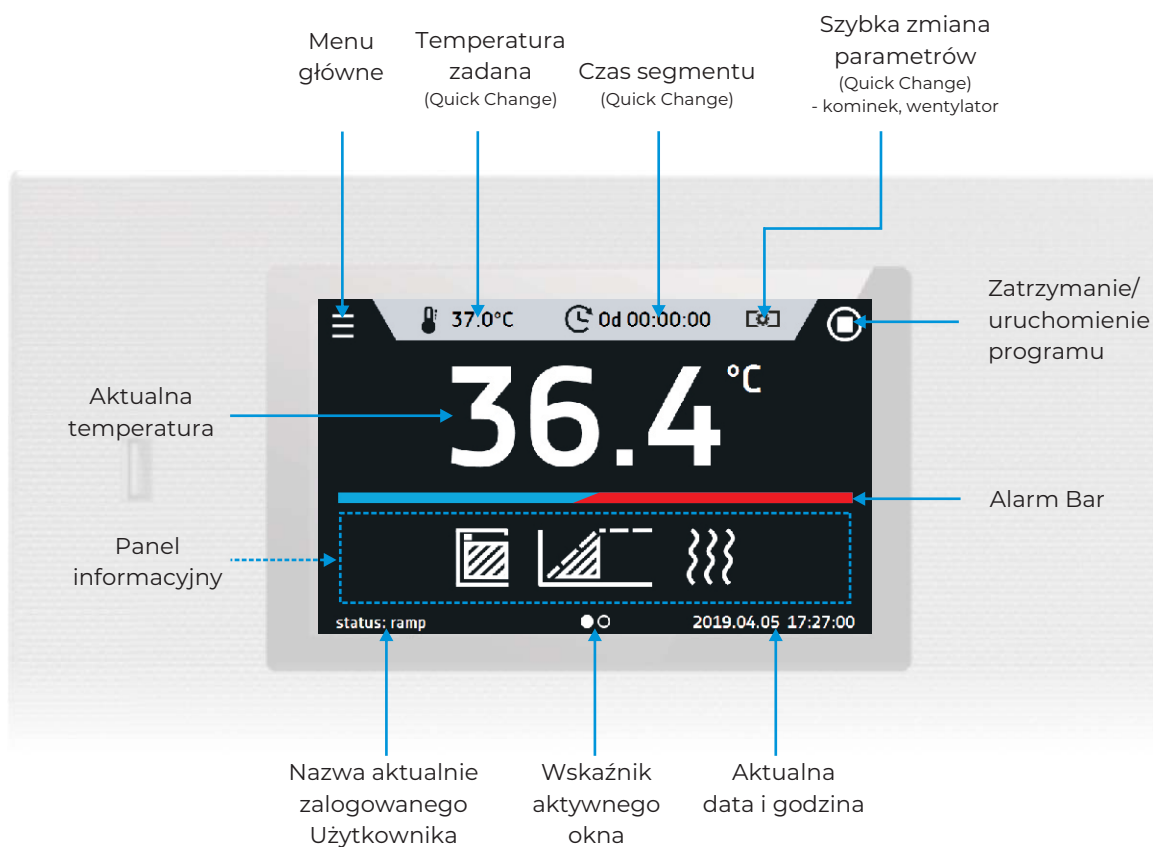 Menu
główne
Temperatura
zadana
(Quick Change)
Czas segmentu
(Quick Change)
Szybka zmiana
parametrów
(Quick Change)
- kominek, wentylator
37.0°C
0d 00:00:00
Zatrzymanie/
uruchomienie
programu
36.4 °C
Aktualna
temperatura
Alarm Bar
Panel
informacyjny
status: ramp
2019.04.05 17:27:00
Nazwa aktualnie
zalogowanego
Użytkownika
Wskaźnik
aktywnego
okna
Aktualna
data i godzina